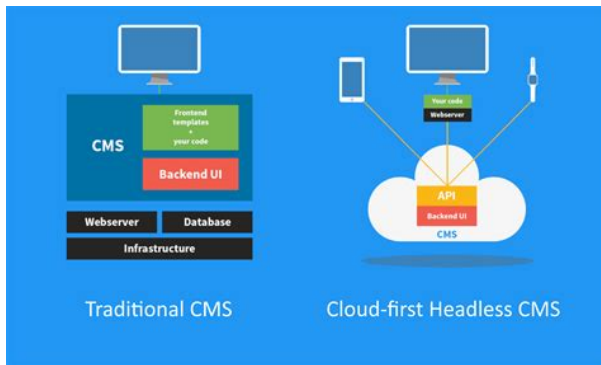 CMS
Frontend
templates
+
your code
Backend UI
Webserver
Database
Infrastructure
Traditional CMS
Your code
Webserver
API
Backend UI
CMS
Cloud-first Headless CMS